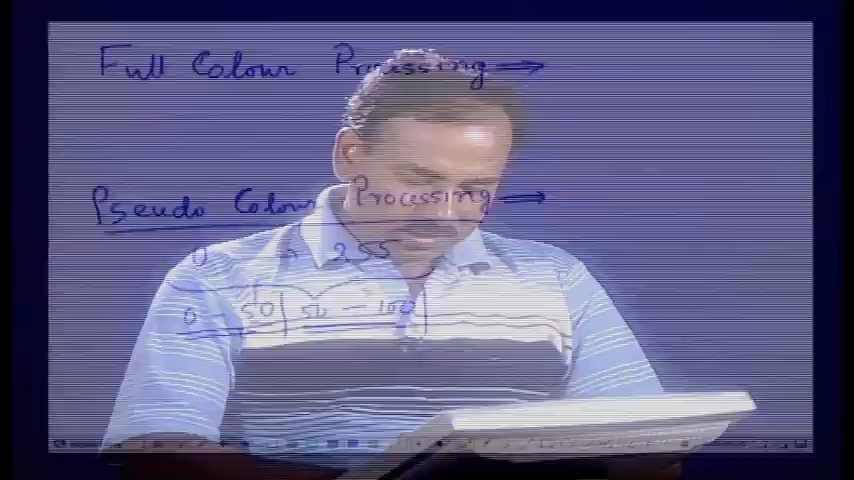 Full Colour Processing ⇒
Pseudo Colour Processing ⇒
0 → 255
0 - 50 | 50 - 100 |